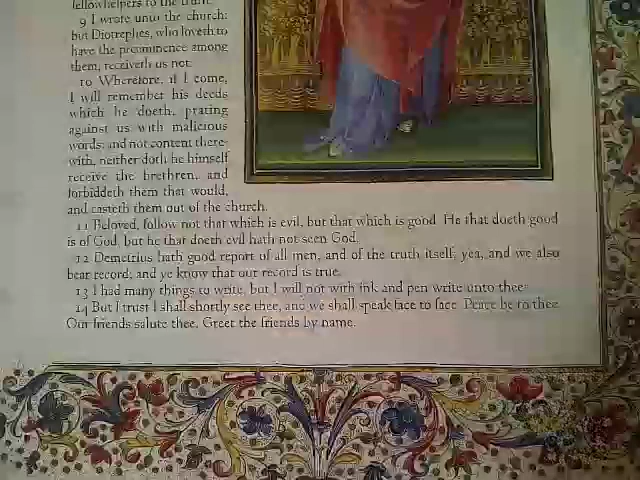 fellowhelpers to the truth.
9 I wrote unto the church:
but Diotrephes, who loveth to
have the preeminence among
them, receiveth us not.
10 Wherefore, if I come,
I will remember his deeds
which he doeth, prating
against us with malicious
words: and not content there-
with, neither doth he himself
receive the brethren, and
forbiddeth them that would,
and casteth them out of the church.
11 Beloved, follow not that which is evil, but that which is good. He that doeth good
is of God, but he that doeth evil hath not seen God.
12 Demetrius hath good report of all men, and of the truth itself; yea, and we also
bear record; and ye know that our record is true.
13 I had many things to write, but I will not with ink and pen write unto thee:
14 But I trust I shall shortly see thee, and we shall speak face to face. Peace be to thee.
Our friends salute thee. Greet the friends by name.